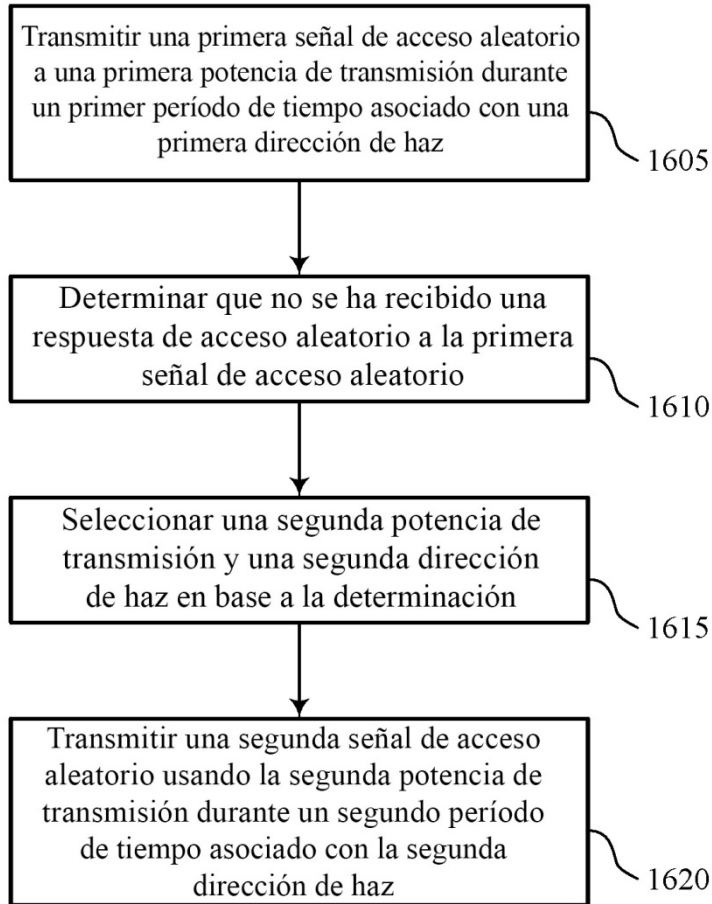 Transmitir una primera señal de acceso aleatorio
a una primera potencia de transmisión durante
un primer período de tiempo asociado con una
primera dirección de haz
1605
Determinar que no se ha recibido una
respuesta de acceso aleatorio a la primera
señal de acceso aleatorio
1610
Seleccionar una segunda potencia de
transmisión y una segunda dirección
de haz en base a la determinación
1615
Transmitir una segunda señal de acceso
aleatorio usando la segunda potencia de
transmisión durante un segundo período
de tiempo asociado con la segunda
dirección de haz
1620